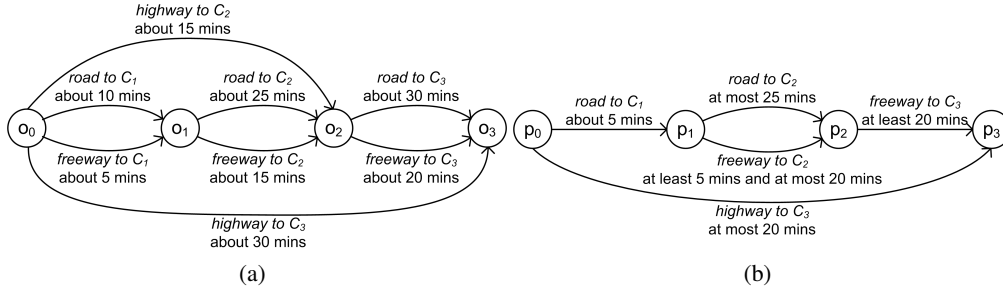 highway to C₂
about 15 mins
road to C₁
about 10 mins
road to C₂
about 25 mins
road to C₃
about 30 mins
o₀
o₁
o₂
o₃
freeway to C₁
about 5 mins
freeway to C₂
about 15 mins
freeway to C₃
about 20 mins
highway to C₃
about 30 mins
(a)
road to C₁
about 5 mins
road to C₂
at most 25 mins
freeway to C₃
at least 20 mins
p₀
p₁
p₂
p₃
freeway to C₂
at least 5 mins and at most 20 mins
highway to C₃
at most 20 mins
(b)